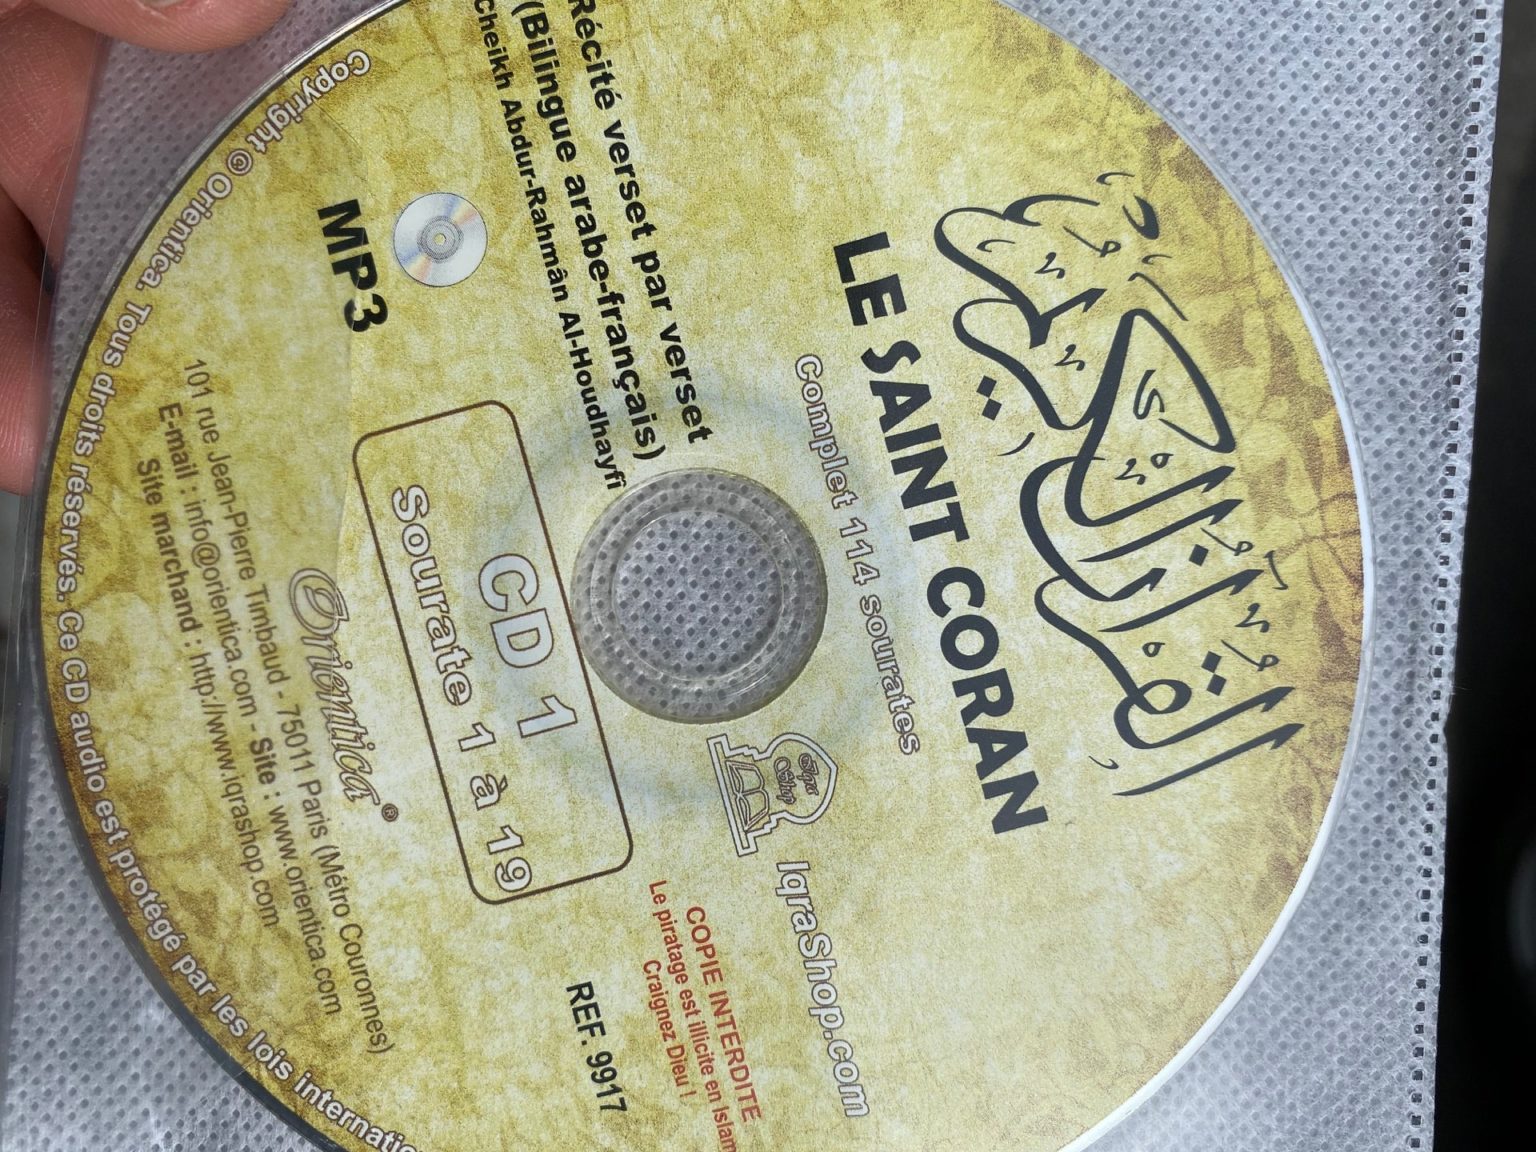 القرآن الكريم
LE SAINT CORAN
Complet 114 sourates
Récité verset par verset
(Bilingue arabe-français)
Cheikh Abdur-Rahmân Al-Houdhayfî
Iqra
Shop
IqraShop.com
COPIE INTERDITE
Le piratage est illicite en Islam
Craignez Dieu !
REF. 9917
MP3
CD 1
Sourate 1 à 19
Orientica®
101 rue Jean-Pierre Timbaud - 75011 Paris (Métro Couronnes)
E-mail : info@orientica.com - Site : www.orientica.com
Site marchand : http://www.iqrashop.com
Copyright © Orientica. Tous droits réservés, ce CD audio est protégé par les lois internatio